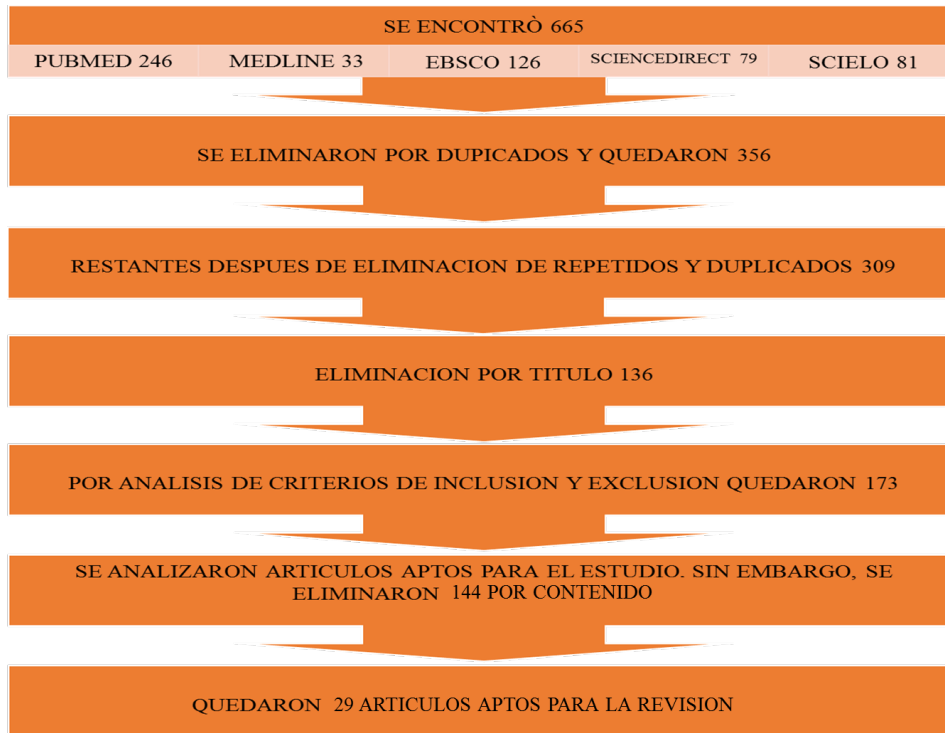 SE ENCONTRÒ 665
PUBMED 246 MEDLINE 33 EBSCO 126 SCIENCEDIRECT 79 SCIELO 81
SE ELIMINARON POR DUPICADOS Y QUEDARON 356
RESTANTES DESPUES DE ELIMINACION DE REPETIDOS Y DUPLICADOS 309
ELIMINACION POR TITULO 136
POR ANALISIS DE CRITERIOS DE INCLUSION Y EXCLUSION QUEDARON 173
SE ANALIZARON ARTICULOS APTOS PARA EL ESTUDIO. SIN EMBARGO, SE
ELIMINARON 144 POR CONTENIDO
QUEDARON 29 ARTICULOS APTOS PARA LA REVISION